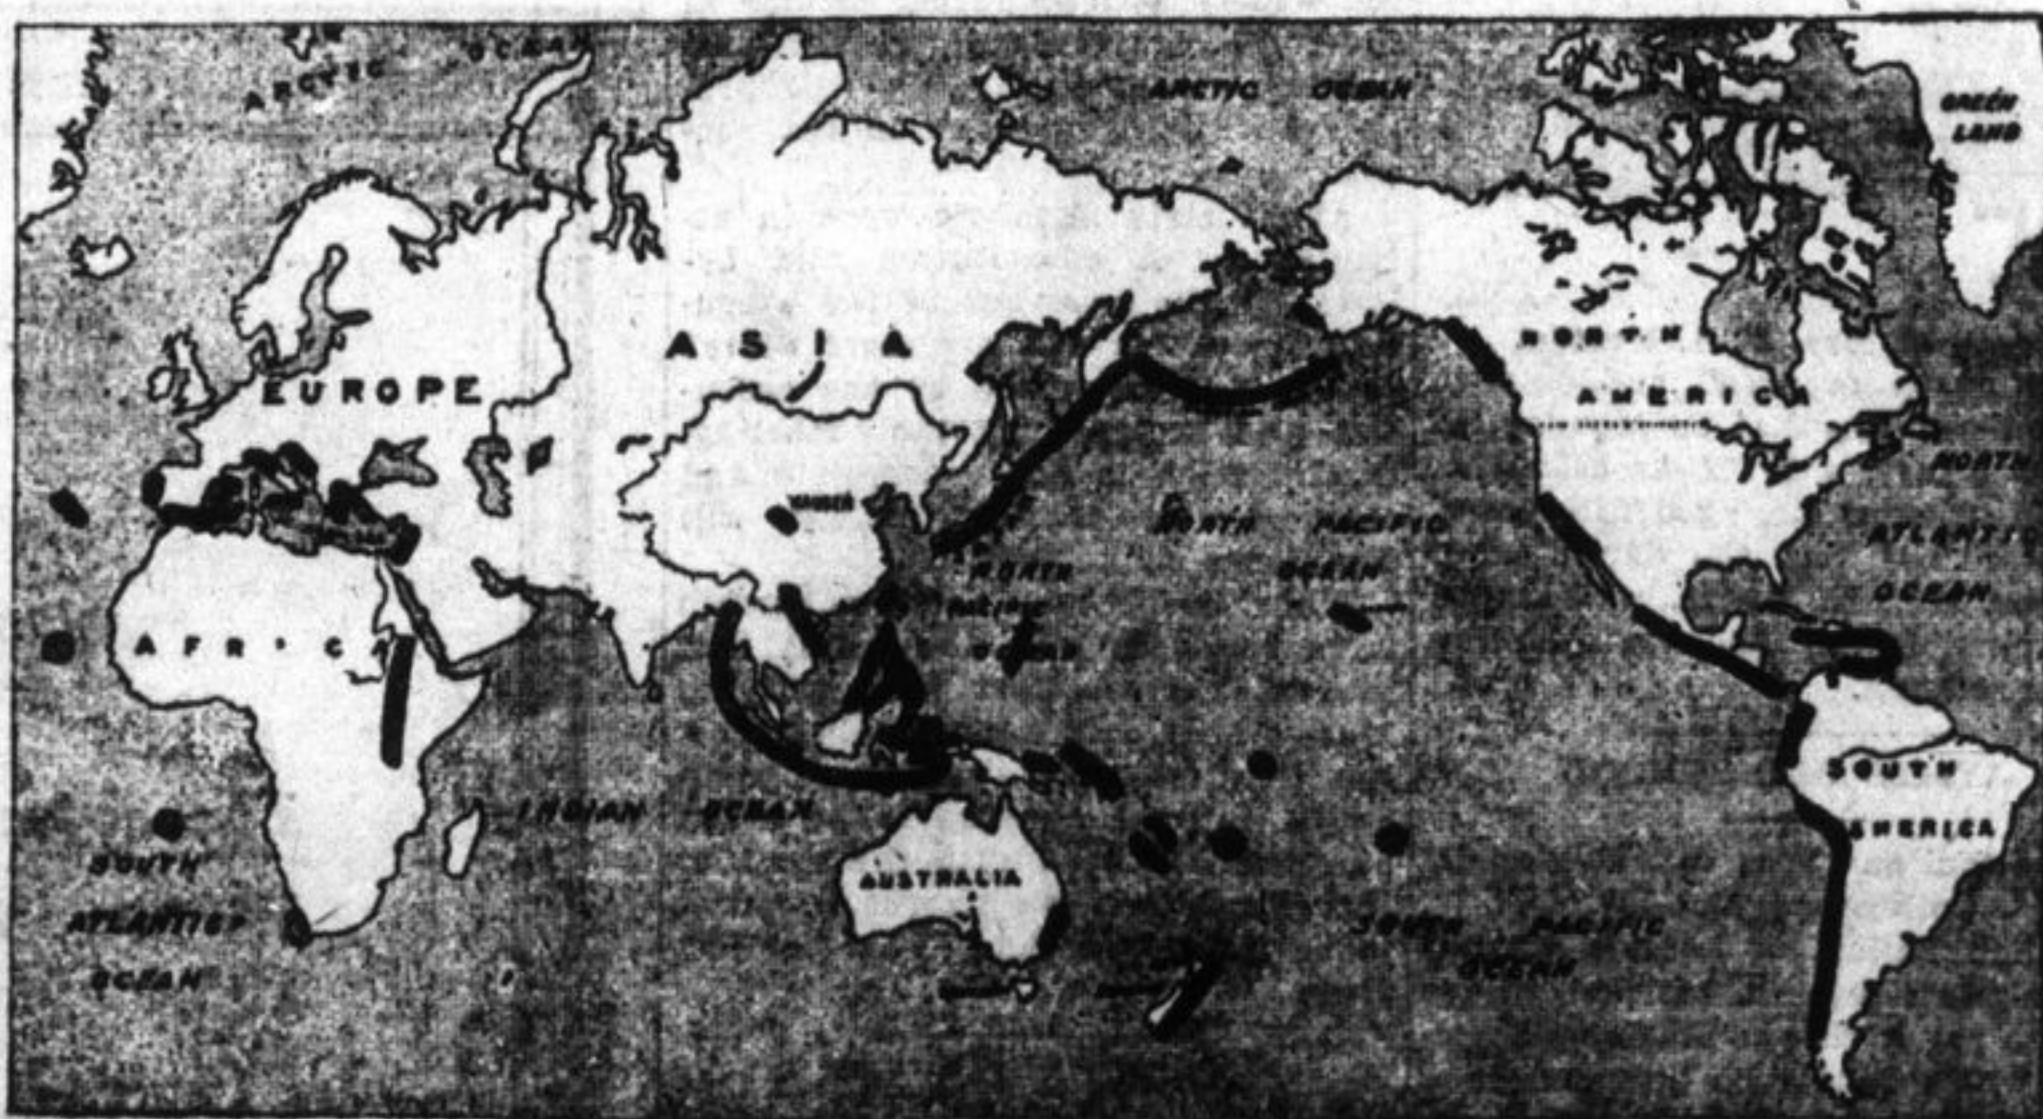 ARCTIC OCEAN
ARCTIC OCEAN
GREEN
LAND
ASIA
NORTH
EUROPE
AMERICA
NORTH
KANSU
NORTH PACIFIC
OCEAN
ATLANTIC
OCEAN
NORTH
PACIFIC
OCEAN
AFRICA
SOUTH
AMERICA
INDIAN OCEAN
SOUTH
ATLANTIC
OCEAN
AUSTRALIA
SOUTH PACIFIC
OCEAN